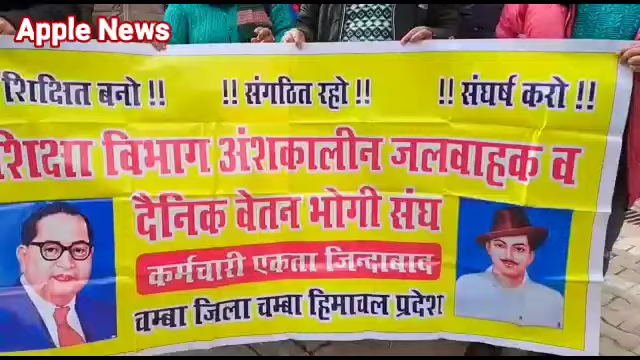 Apple News
शिक्षित बनो !! !! संगठित रहो !! !! संघर्ष करो !!
शिक्षा विभाग अंशकालीन जलवाहक व
दैनिक वेतन भोगी संघ
कर्मचारी एकता जिन्दाबाद
चम्बा जिला चम्बा हिमाचल प्रदेश